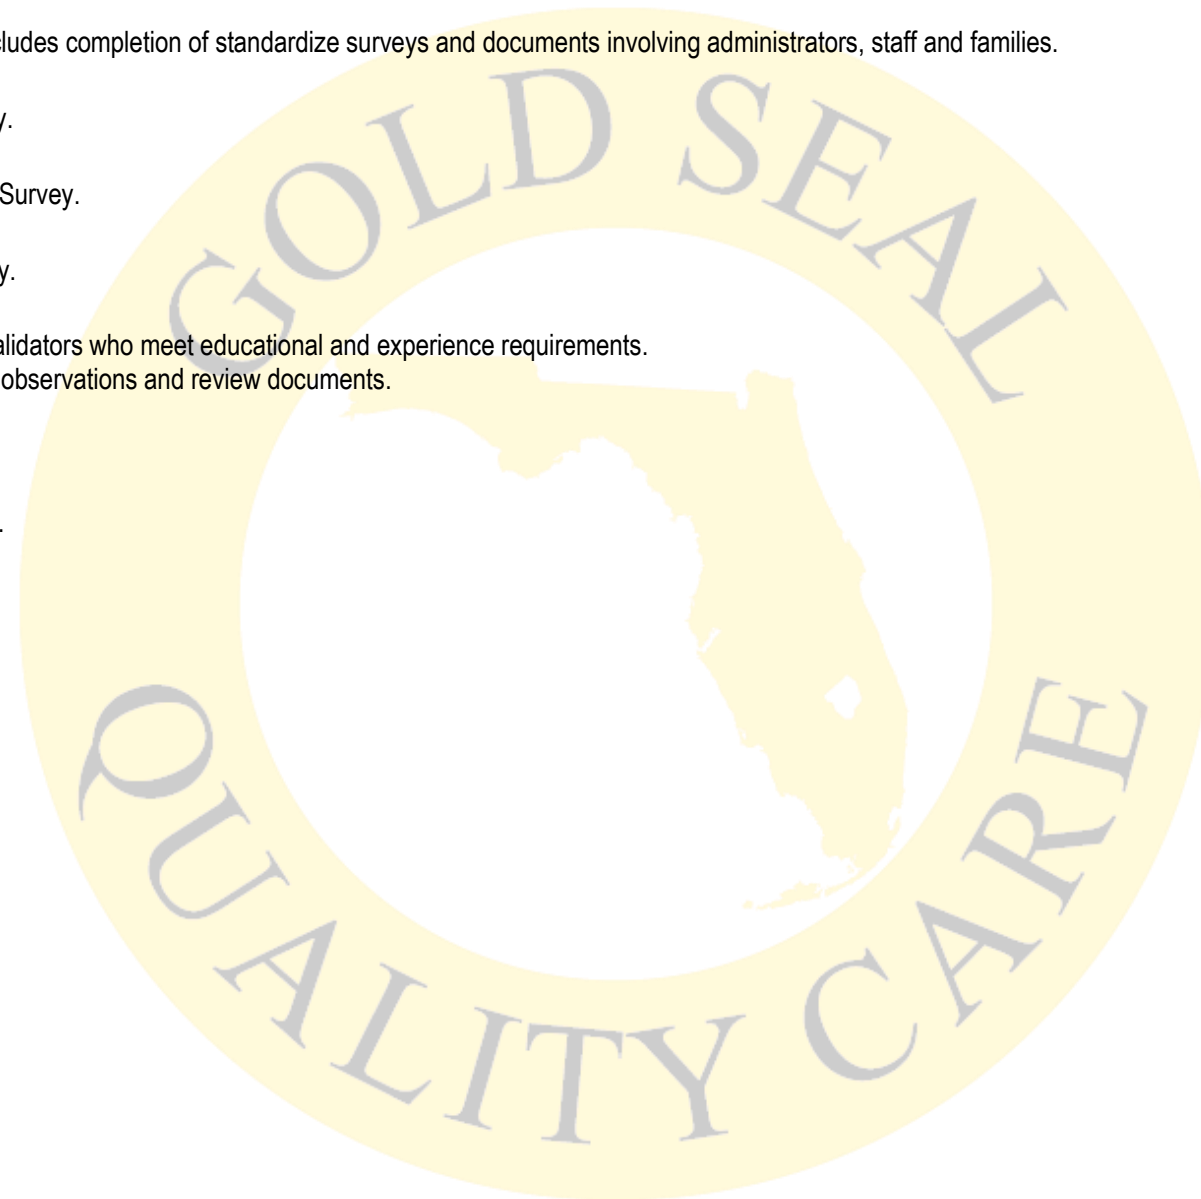 cludes completion of standardize surveys and documents involving administrators, staff and families.
y.
Survey.
y.
alidators who meet educational and experience requirements.
observations and review documents.
.
GOLD SEAL
QUALITY CARE